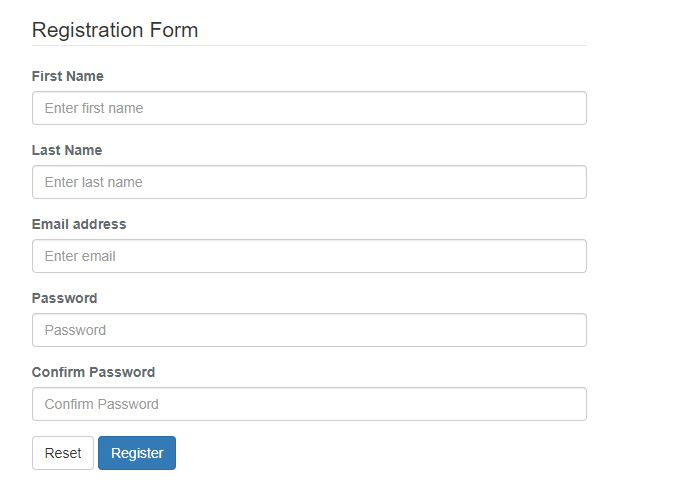 Registration Form
First Name
Enter first name
Last Name
Enter last name
Email address
Enter email
Password
Password
Confirm Password
Confirm Password
Reset Register